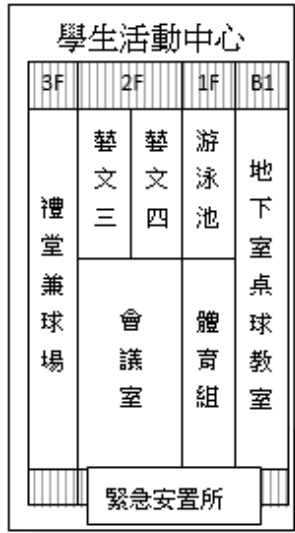 學生活動中心
3F
2F
1F
B1
禮堂兼球場
藝文三
藝文四
會議室
游泳池
體育組
地下室桌球教室
緊急安置所